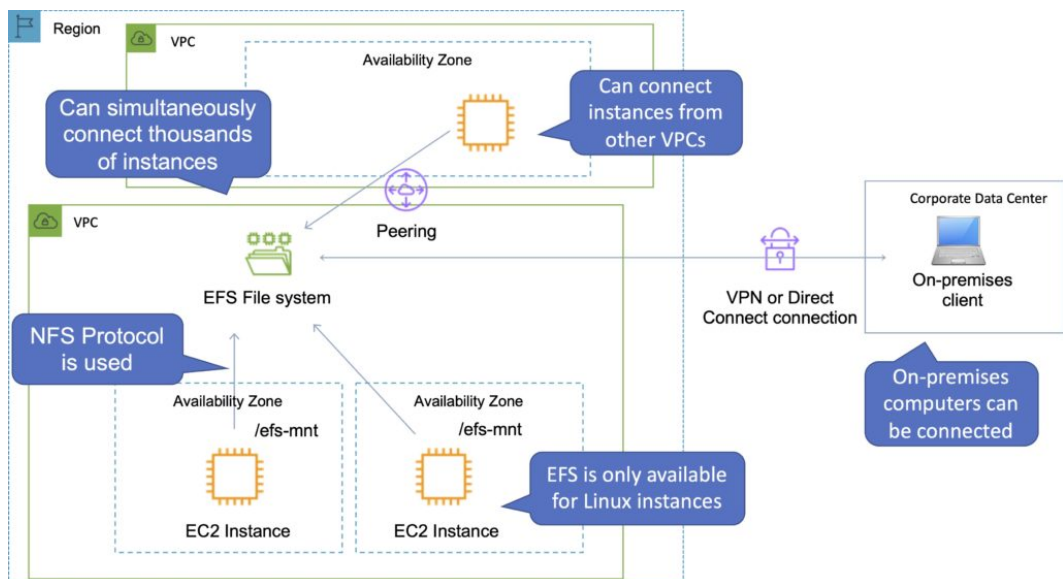 Region
VPC
Availability Zone
Can simultaneously
connect thousands
of instances
Can connect
instances from
other VPCs
Peering
VPC
EFS File system
NFS Protocol
is used
Availability Zone
/efs-mnt
EC2 Instance
Availability Zone
/efs-mnt
EC2 Instance
EFS is only available
for Linux instances
VPN or Direct
Connect connection
Corporate Data Center
On-premises
client
On-premises
computers can
be connected